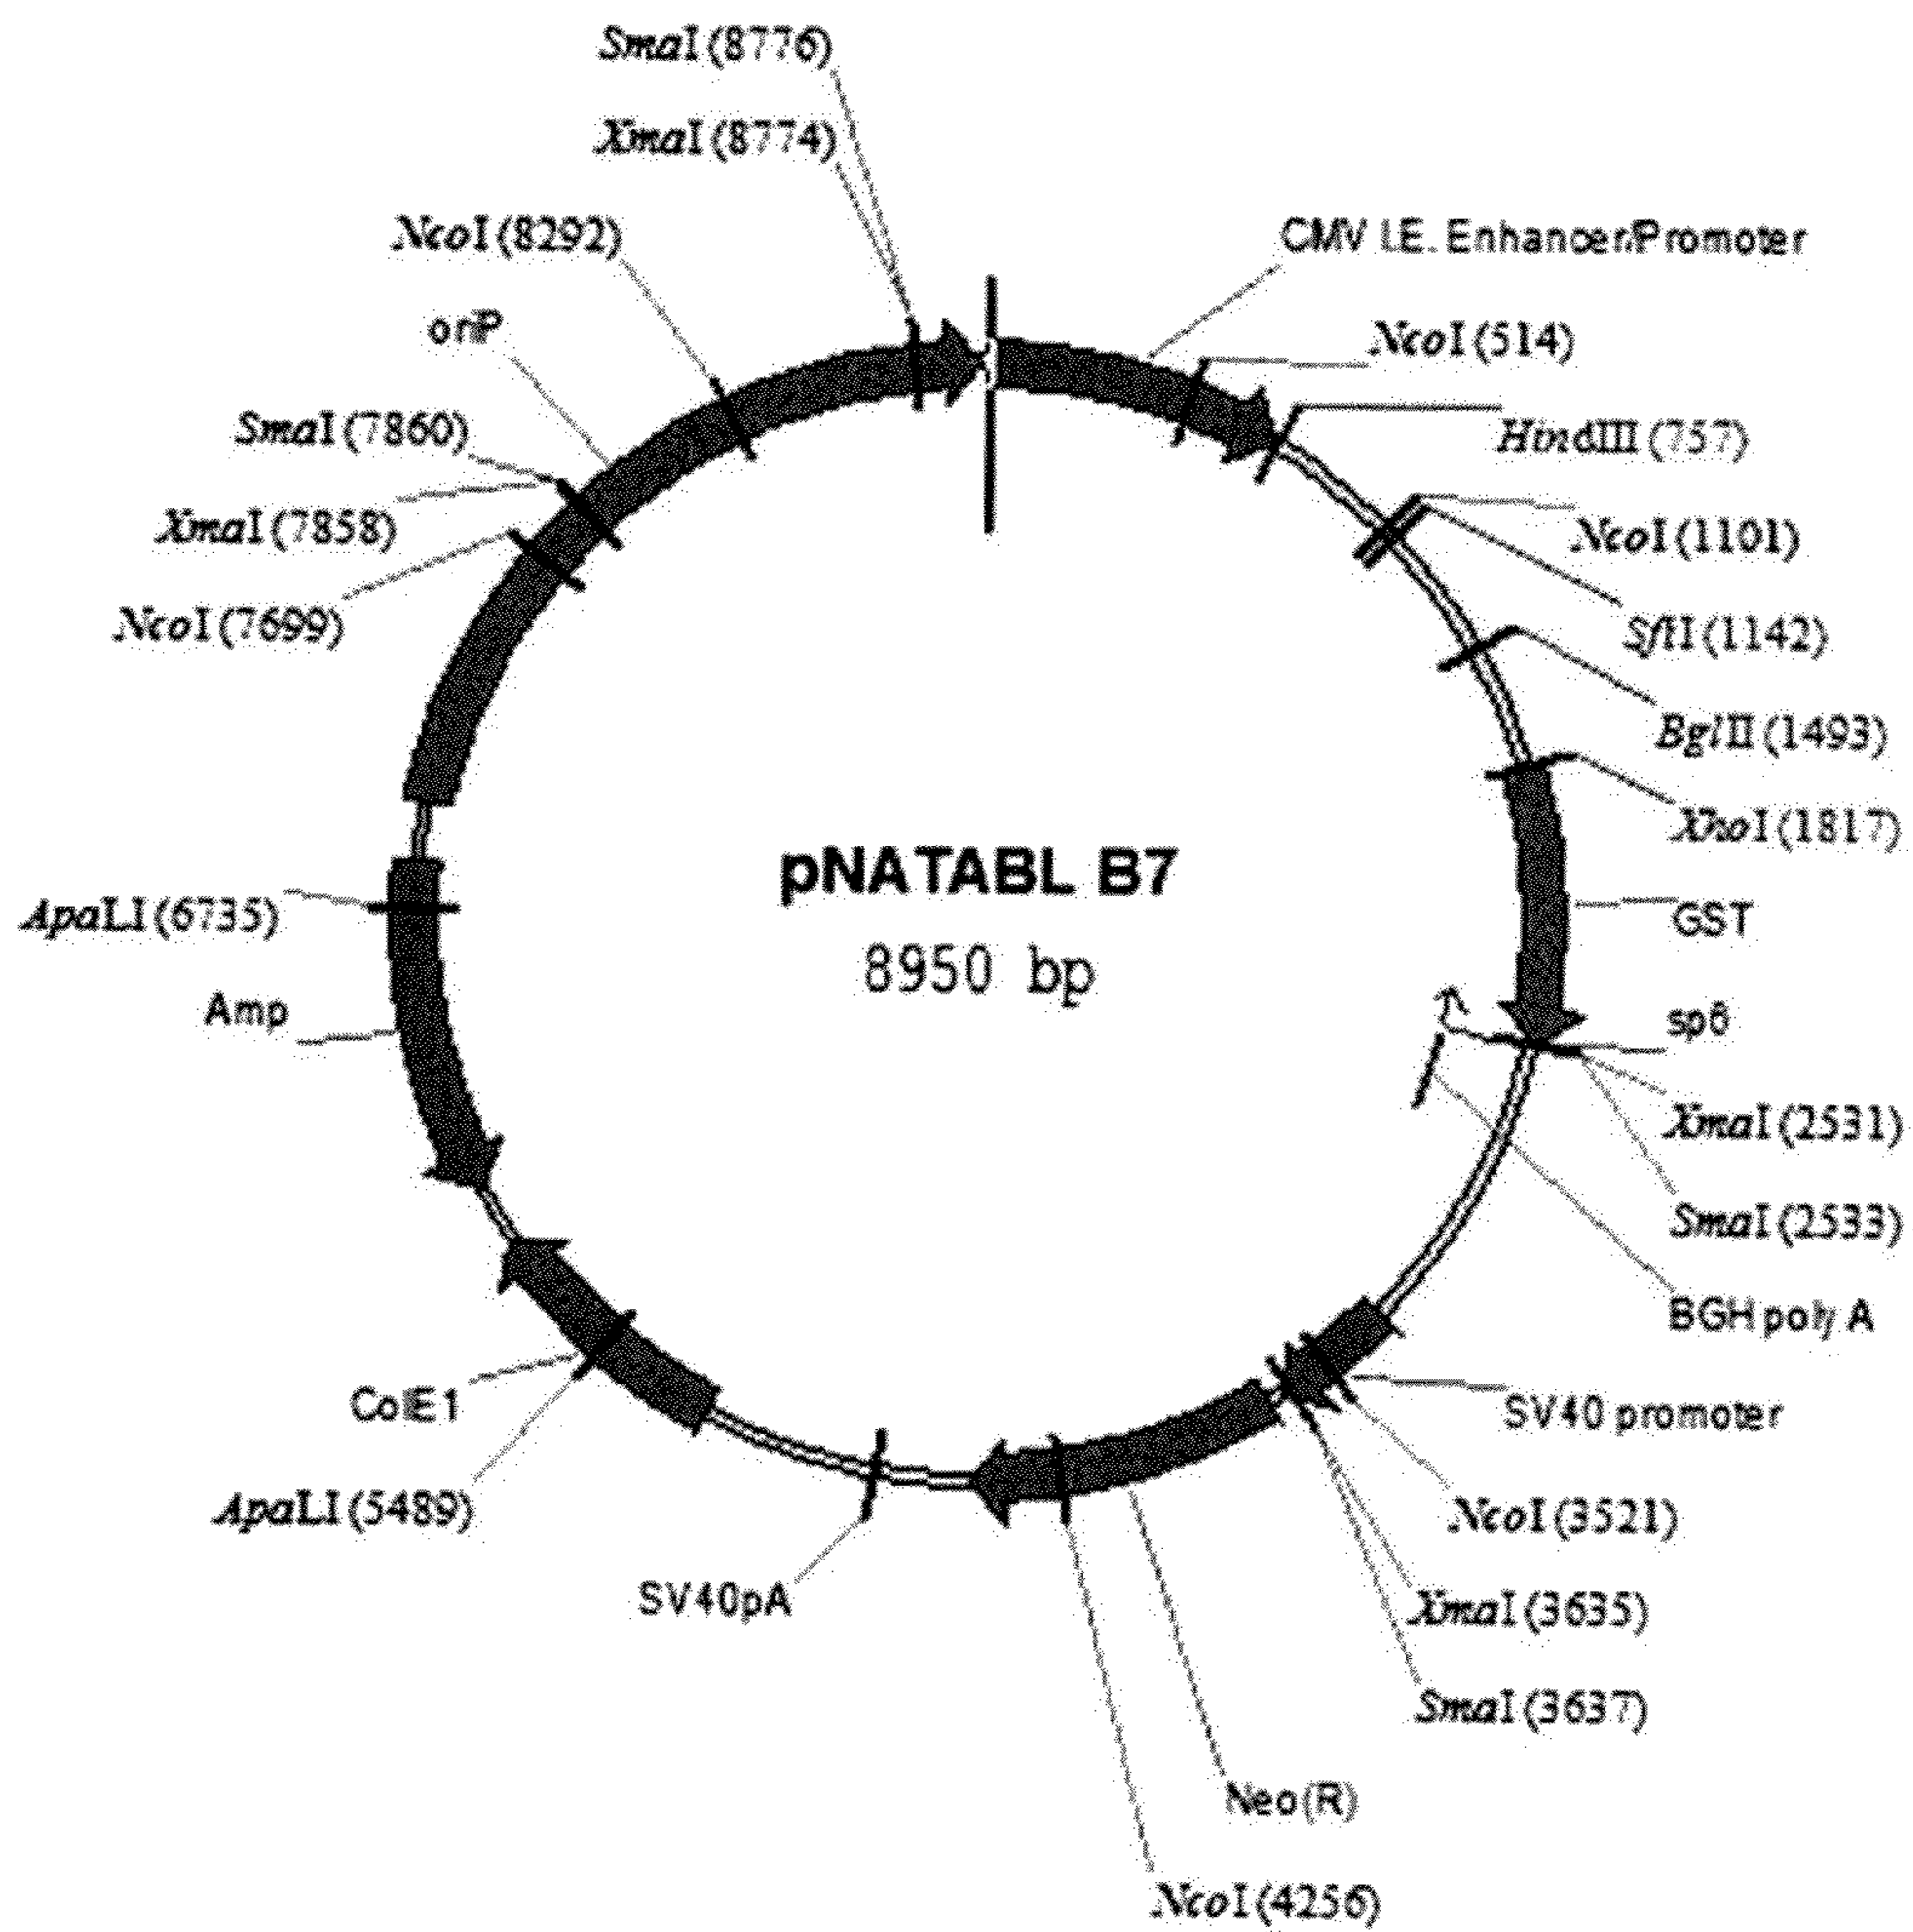 SmaI (8776)
XmaI (8774)
NcoI (8292)
CMV I.E. Enhancer/Promoter
oriP
NcoI (514)
SmaI (7860)
HindIII (757)
XmaI (7858)
NcoI (1101)
NcoI (7699)
SfiI (1142)
BglII (1493)
XhoI (1817)
pNATABL B7
8950 bp
ApaLI (6735)
GST
Amp
sp6
XmaI (2531)
SmaI (2533)
BGH poly A
ColE1
SV40 promoter
ApaLI (5489)
NcoI (3521)
SV40pA
XmaI (3635)
SmaI (3637)
Neo(R)
NcoI (4256)